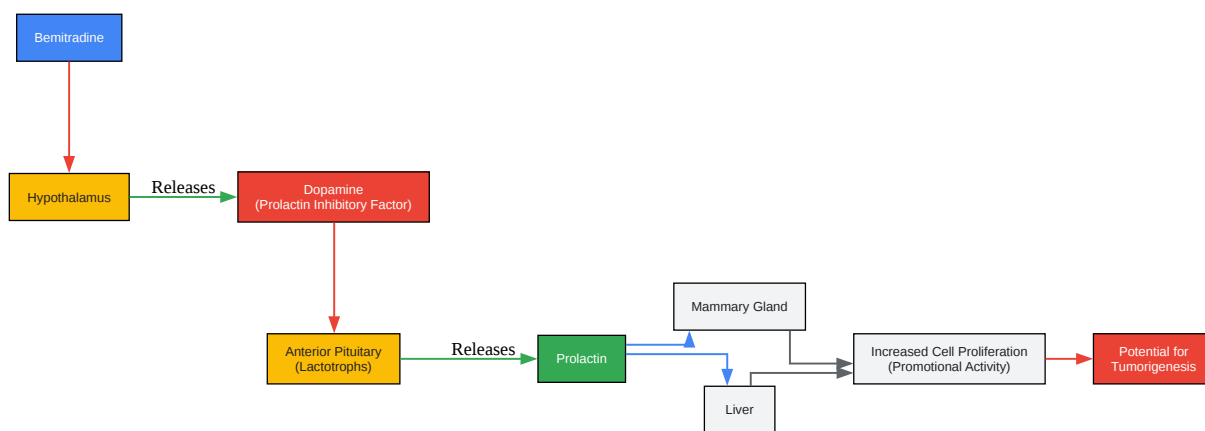 Bemitradine
Hypothalamus
Releases
Dopamine
(Prolactin Inhibitory Factor)
Anterior Pituitary
(Lactotrophs)
Releases
Prolactin
Mammary Gland
Liver
Increased Cell Proliferation
(Promotional Activity)
Potential for
Tumorigenesis